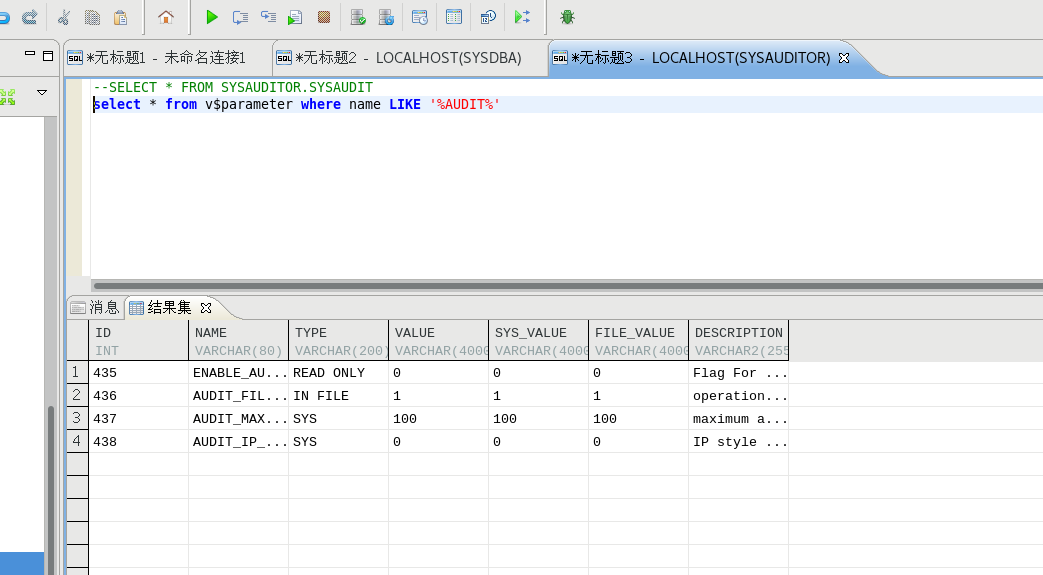 *无标题1 - 未命名连接1 *无标题2 - LOCALHOST(SYSDBA) *无标题3 - LOCALHOST(SYSAUDITOR)
--SELECT * FROM SYSAUDITOR.SYSAUDIT
select * from v$parameter where name LIKE '%AUDIT%'
消息 结果集
ID NAME TYPE VALUE SYS_VALUE FILE_VALUE DESCRIPTION
INT VARCHAR(80) VARCHAR(200) VARCHAR(4000 VARCHAR(4000 VARCHAR(4000 VARCHAR2(255
1 435 ENABLE_AU... READ ONLY 0 0 0 Flag For ...
2 436 AUDIT_FIL... IN FILE 1 1 1 operation...
3 437 AUDIT_MAX... SYS 100 100 100 maximum a...
4 438 AUDIT_IP_... SYS 0 0 0 IP style ...